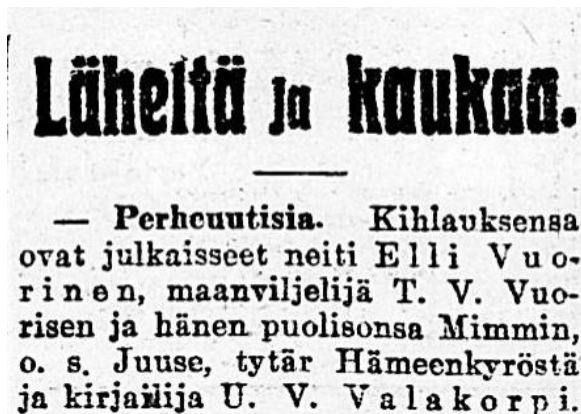 Läheltä ja kaukaa.
— Perheuutisia. Kihlauksensa
ovat julkaisseet neiti Elli Vuo-
rinen, maanviljelijä T. V. Vuo-
risen ja hänen puolisonsa Mimmin,
o. s. Juuse, tytär Hämeenkyröstä
ja kirjailija U. V. Valakorpi.